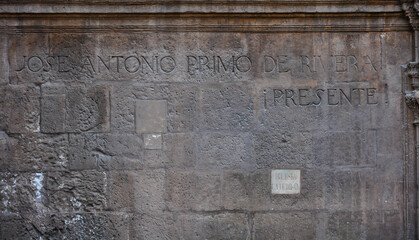 JOSE ANTONIO PRIMO DE RIVERA
¡PRESENTE!